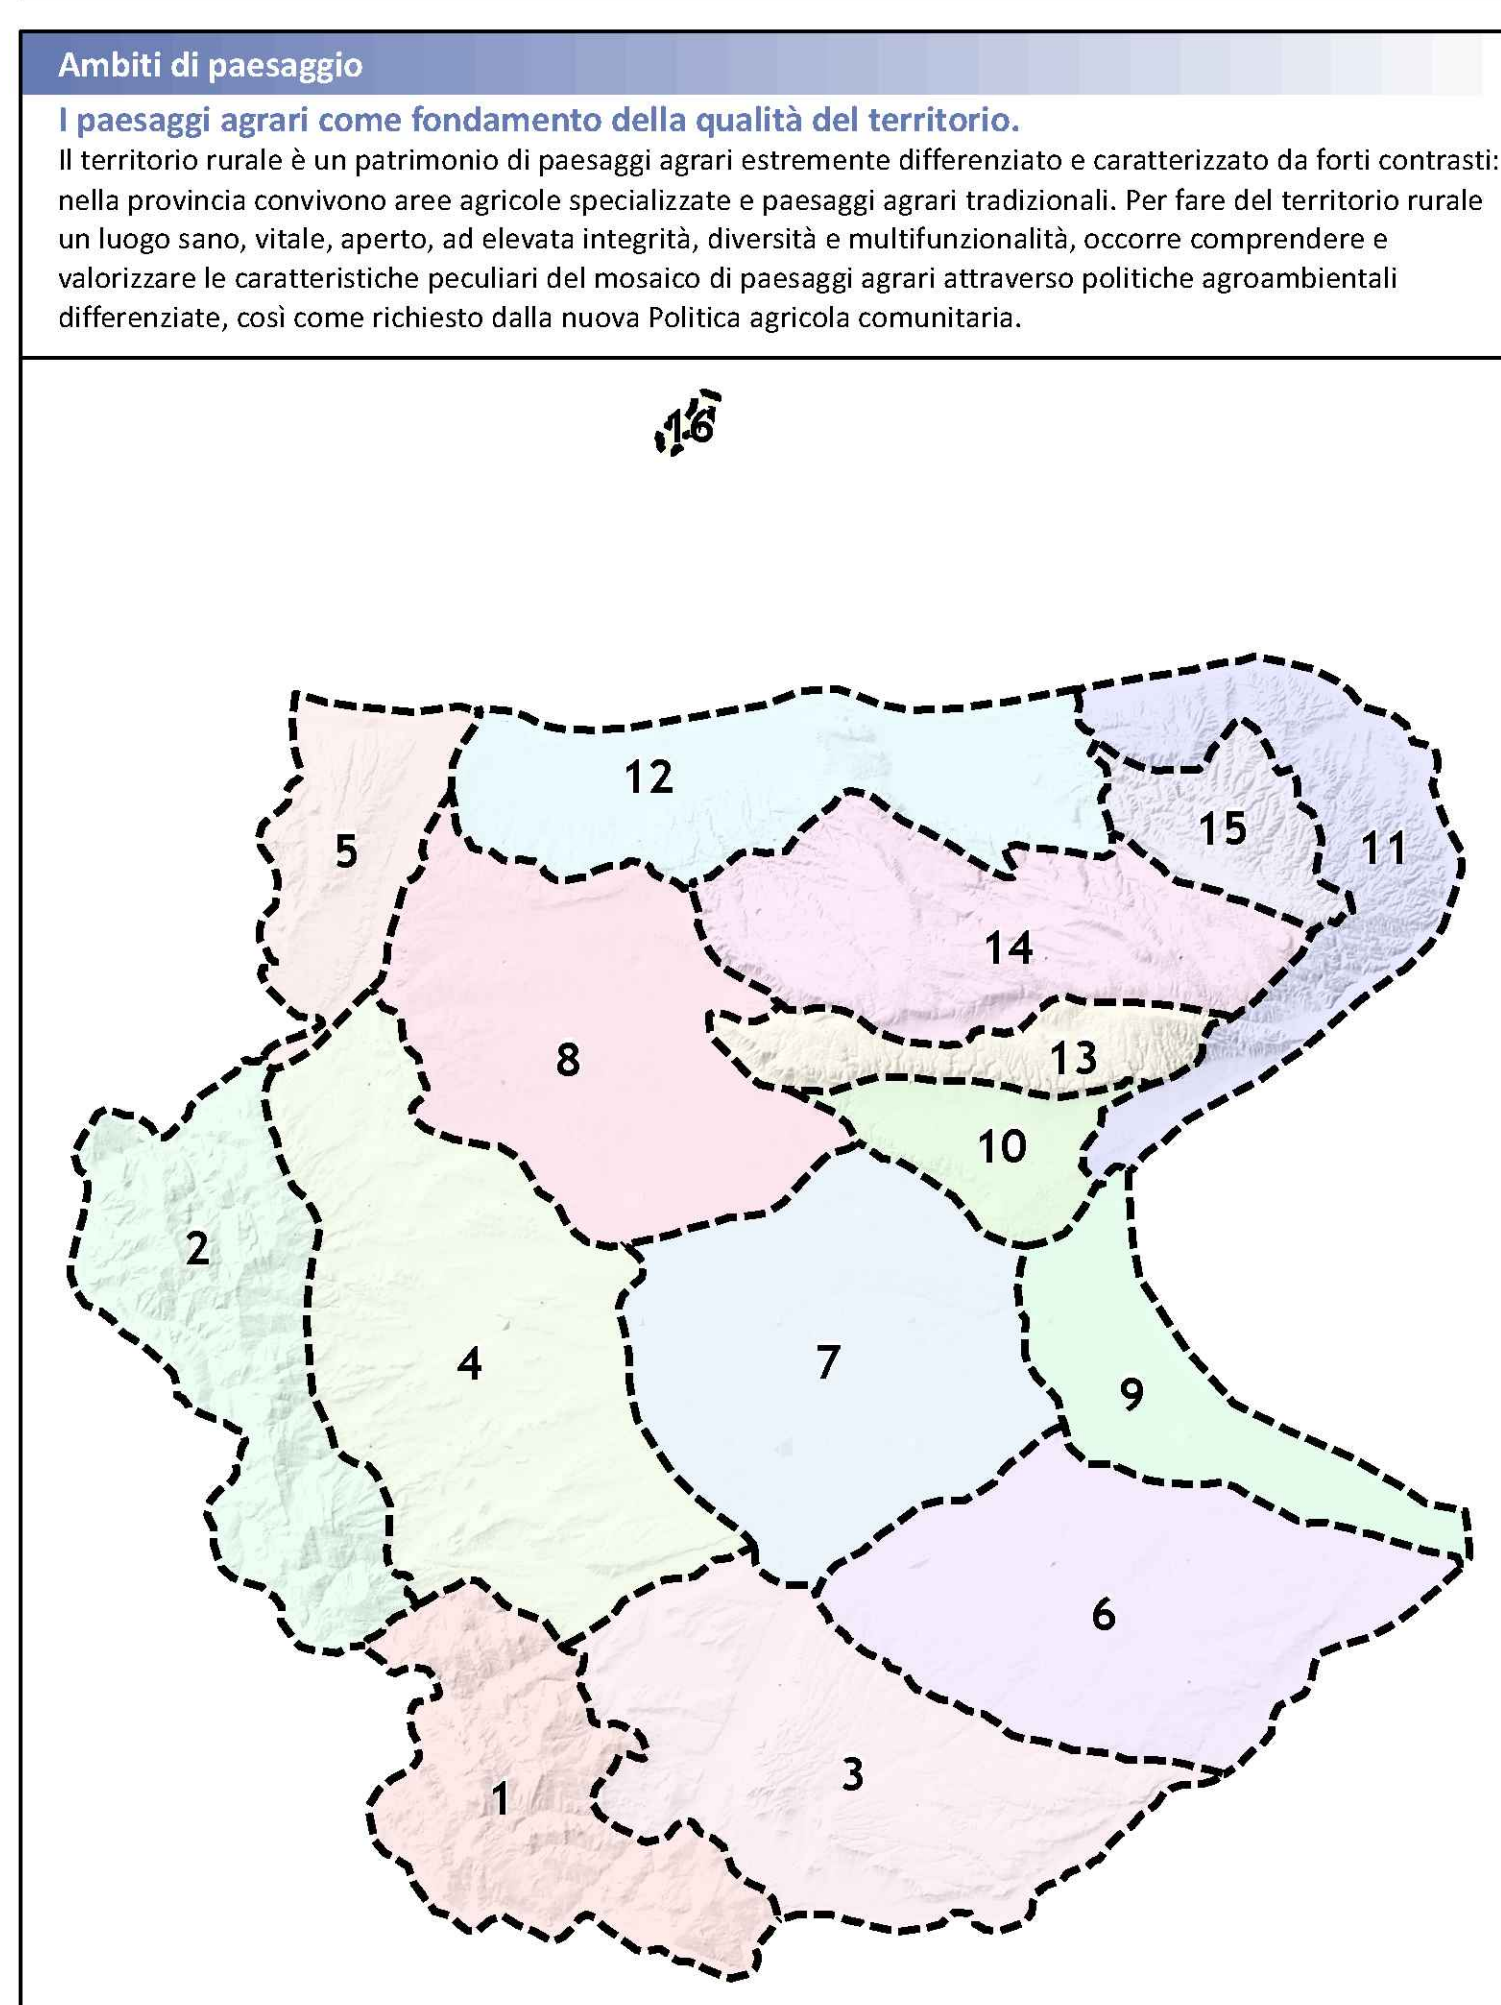 Ambiti di paesaggio
I paesaggi agrari come fondamento della qualità del territorio.
Il territorio rurale è un patrimonio di paesaggi agrari estremente differenziato e caratterizzato da forti contrasti:
nella provincia convivono aree agricole specializzate e paesaggi agrari tradizionali. Per fare del territorio rurale
un luogo sano, vitale, aperto, ad elevata integrità, diversità e multifunzionalità, occorre comprendere e
valorizzare le caratteristiche peculiari del mosaico di paesaggi agrari attraverso politiche agroambientali
differenziate, così come richiesto dalla nuova Politica agricola comunitaria.
16
12
15
5
11
14
8
13
10
2
4
7
9
6
3
1